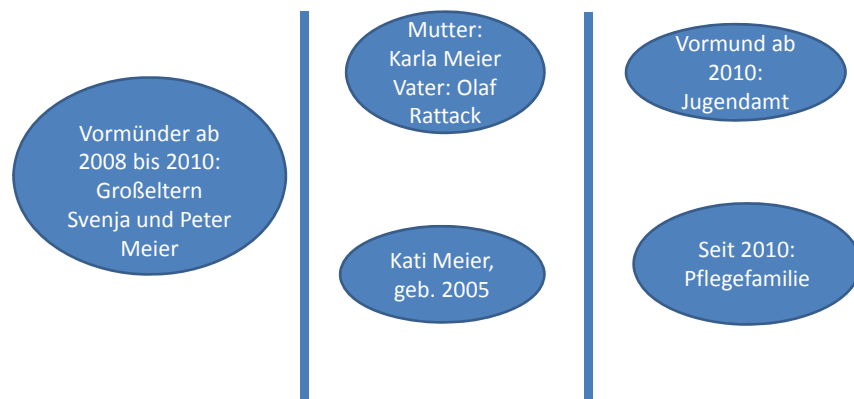 Vormünder ab
2008 bis 2010:
Großeltern
Svenja und Peter
Meier
Mutter:
Karla Meier
Vater: Olaf
Rattack
Kati Meier,
geb. 2005
Vormund ab
2010:
Jugendamt
Seit 2010:
Pflegefamilie